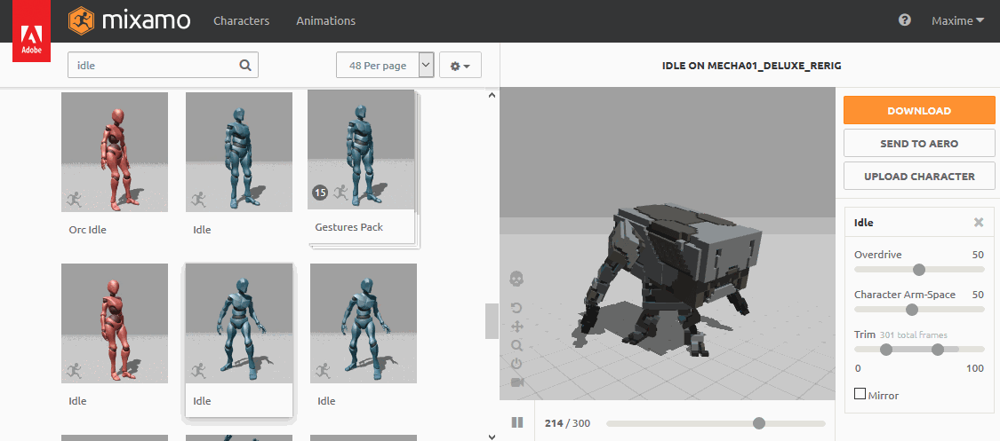 Adobe
mixamo
Characters
Animations
Maxime
idle
48 Per page
IDLE ON MECHA01_DELUXE_RERIG
DOWNLOAD
SEND TO AERO
UPLOAD CHARACTER
Orc Idle
Idle
15
Gestures Pack
Idle
Idle
Idle
Idle
Overdrive 50
Character Arm-Space 50
Trim 301 total frames
0 100
Mirror
214 / 300